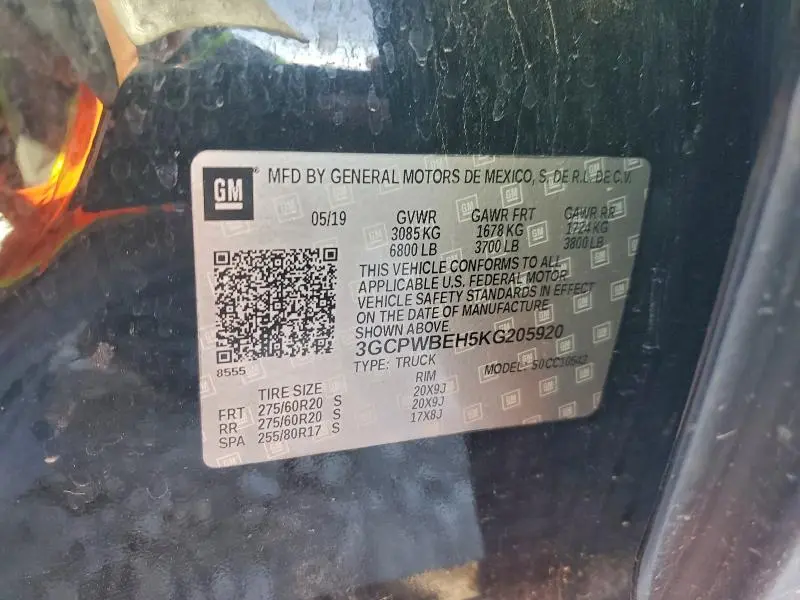 GM MFD BY GENERAL MOTORS DE MEXICO, S. DE R.L. DE C.V.
05/19 GVWR GAWR FRT GAWR RR
3085 KG 1678 KG 1724 KG
6800 LB 3700 LB 3800 LB
THIS VEHICLE CONFORMS TO ALL
APPLICABLE U.S. FEDERAL MOTOR
VEHICLE SAFETY STANDARDS IN EFFECT
ON THE DATE OF MANUFACTURE
SHOWN ABOVE.
3GCPWBEH5KG205920
TYPE: TRUCK MODEL: S0CC10543
8555
TIRE SIZE RIM
FRT 275/60R20 S 20X9J
RR 275/60R20 S 20X9J
SPA 255/80R17 S 17X8J